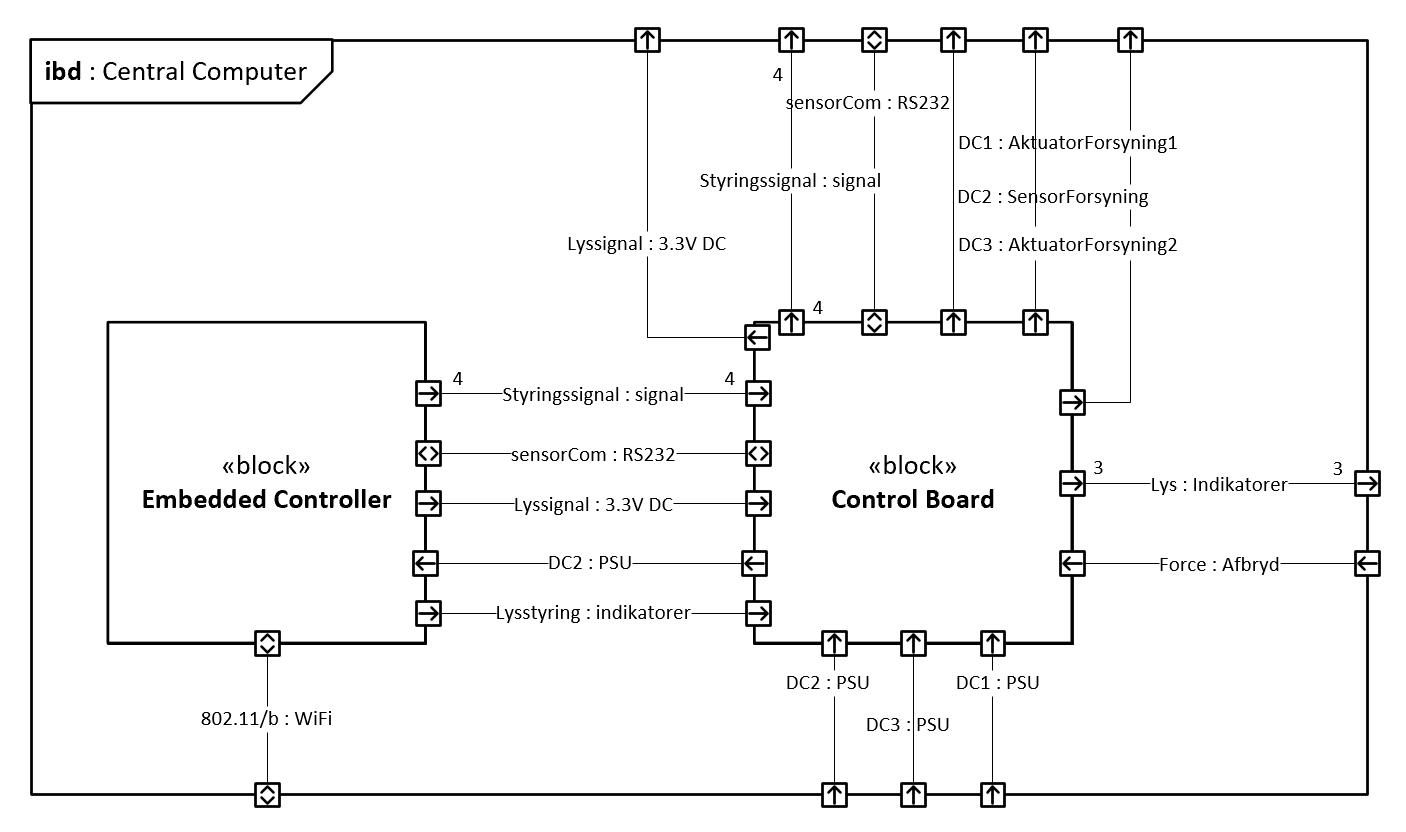 ibd : Central Computer
4
sensorCom : RS232
DC1 : AktuatorForsyning1
Styringssignal : signal
DC2 : SensorForsyning
Lyssignal : 3.3V DC
DC3 : AktuatorForsyning2
4
4
Styringssignal : signal
4
«block»
Embedded Controller
sensorCom : RS232
Lyssignal : 3.3V DC
DC2 : PSU
Lysstyring : indikatorer
«block»
Control Board
3
Lys : Indikatorer
3
Force : Afbryd
DC2 : PSU
DC1 : PSU
DC3 : PSU
802.11/b : WiFi